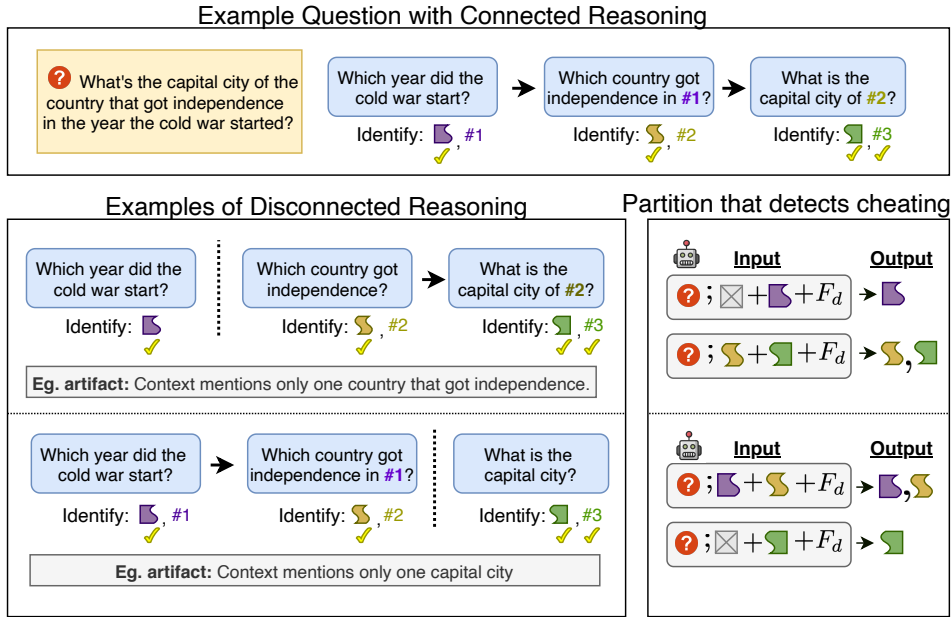 Example Question with Connected Reasoning
? What's the capital city of the
country that got independence
in the year the cold war started?
Which year did the
cold war start?
Identify: , #1
Which country got
independence in #1?
Identify: , #2
What is the
capital city of #2?
Identify: , #3
Examples of Disconnected Reasoning
Which year did the
cold war start?
Identify:
Which country got
independence?
Identify: , #2
What is the
capital city of #2?
Identify: , #3
Eg. artifact: Context mentions only one country that got independence.
Which year did the
cold war start?
Identify: , #1
Which country got
independence in #1?
Identify: , #2
What is the
capital city?
Identify: , #3
Eg. artifact: Context mentions only one capital city
Partition that detects cheating
Input Output
? ; + + F_d
? ; + + F_d ,
Input Output
? ; + + F_d ,
? ; + + F_d